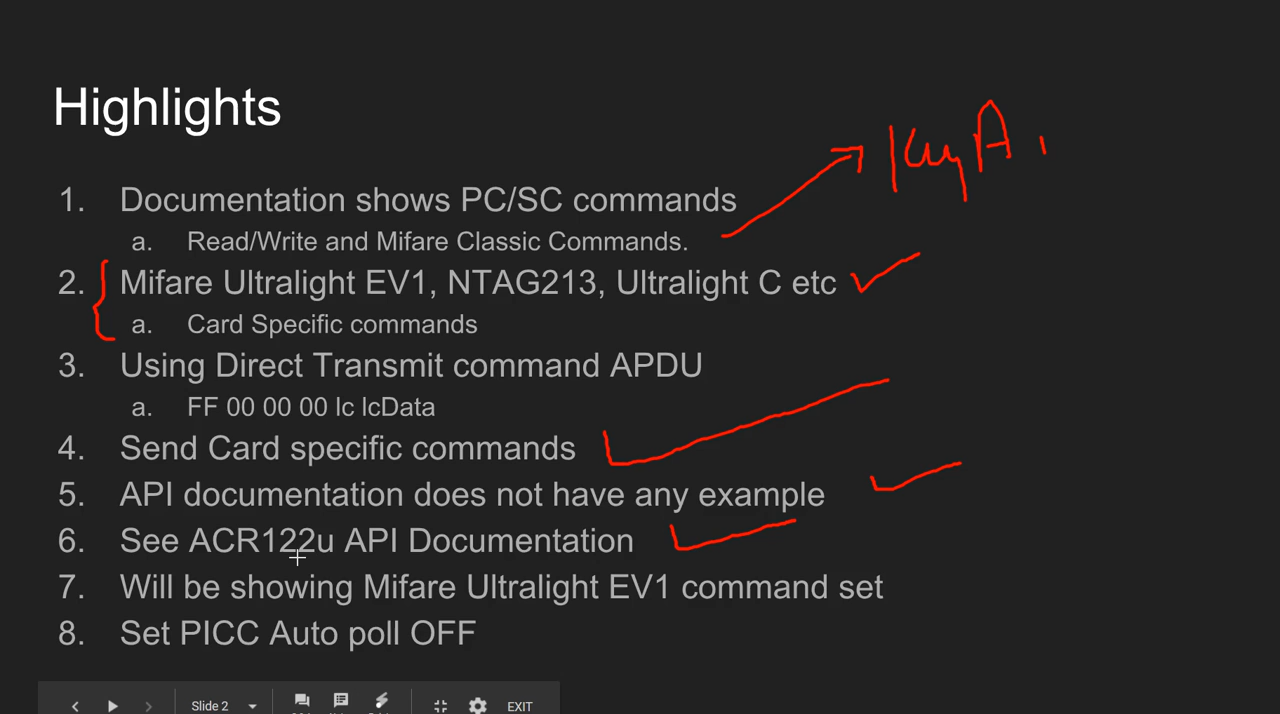 Highlights
Key A,
1. Documentation shows PC/SC commands
a. Read/Write and Mifare Classic Commands.
2. Mifare Ultralight EV1, NTAG213, Ultralight C etc
a. Card Specific commands
3. Using Direct Transmit command APDU
a. FF 00 00 00 lc lcData
4. Send Card specific commands
5. API documentation does not have any example
6. See ACR122u API Documentation
7. Will be showing Mifare Ultralight EV1 command set
8. Set PICC Auto poll OFF
Slide 2 EXIT